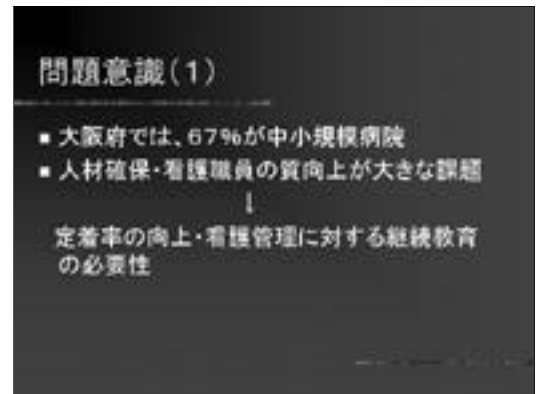 問題意識(1)
■ 大阪府では、67%が中小規模病院
■ 人材確保・看護職員の質向上が大きな課題
↓
定着率の向上・看護管理に対する継続教育
の必要性